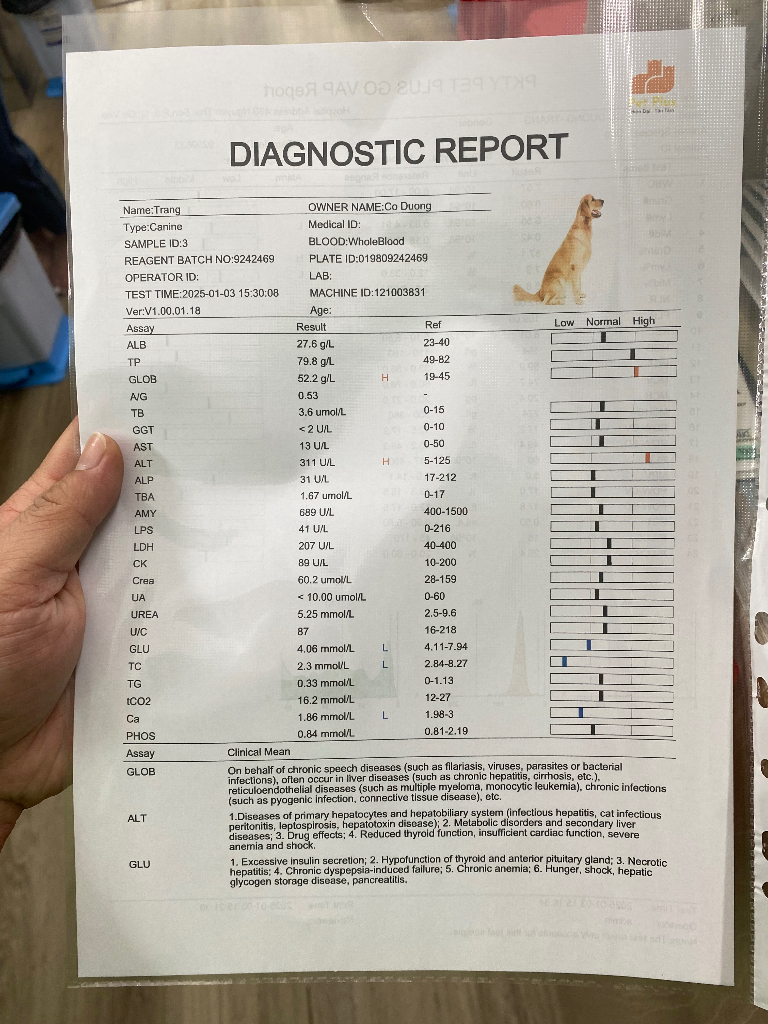 PKTY PET PLUS GO VAP Report
Pet Plus
DIAGNOSTIC REPORT
Name:Trang OWNER NAME:Co Duong
Type:Canine Medical ID:
SAMPLE ID:3 BLOOD:WholeBlood
REAGENT BATCH NO:9242469 PLATE ID:019809242469
OPERATOR ID: LAB:
TEST TIME:2025-01-03 15:30:08 MACHINE ID:121003831
Ver:V1.00.01.18 Age:
Assay Result Ref Low Normal High
ALB 27.6 g/L 23-40
TP 79.8 g/L 49-82
GLOB 52.2 g/L H 19-45
A/G 0.53 -
TB 3.6 umol/L 0-15
GGT < 2 U/L 0-10
AST 13 U/L 0-50
ALT 311 U/L H 5-125
ALP 31 U/L 17-212
TBA 1.67 umol/L 0-17
AMY 689 U/L 400-1500
LPS 41 U/L 0-216
LDH 207 U/L 40-400
CK 89 U/L 10-200
Crea 60.2 umol/L 28-159
UA < 10.00 umol/L 0-60
UREA 5.25 mmol/L 2.5-9.6
U/C 87 16-218
GLU 4.06 mmol/L L 4.11-7.94
TC 2.3 mmol/L L 2.84-8.27
TG 0.33 mmol/L 0-1.13
tCO2 16.2 mmol/L 12-27
Ca 1.86 mmol/L L 1.98-3
PHOS 0.84 mmol/L 0.81-2.19
Assay Clinical Mean
GLOB On behalf of chronic speech diseases (such as filariasis, viruses, parasites or bacterial
infections), often occur in liver diseases (such as chronic hepatitis, cirrhosis, etc.),
reticuloendothelial diseases (such as multiple myeloma, monocytic leukemia), chronic infections
(such as pyogenic infection, connective tissue disease), etc.
ALT 1.Diseases of primary hepatocytes and hepatobiliary system (infectious hepatitis, cat infectious
peritonitis, leptospirosis, hepatotoxin disease); 2. Metabolic disorders and secondary liver
diseases; 3. Drug effects; 4. Reduced thyroid function, insufficient cardiac function, severe
anemia and shock.
GLU 1. Excessive insulin secretion; 2. Hypofunction of thyroid and anterior pituitary gland; 3. Necrotic
hepatitis; 4. Chronic dyspepsia-induced failure; 5. Chronic anemia; 6. Hunger, shock, hepatic
glycogen storage disease, pancreatitis.